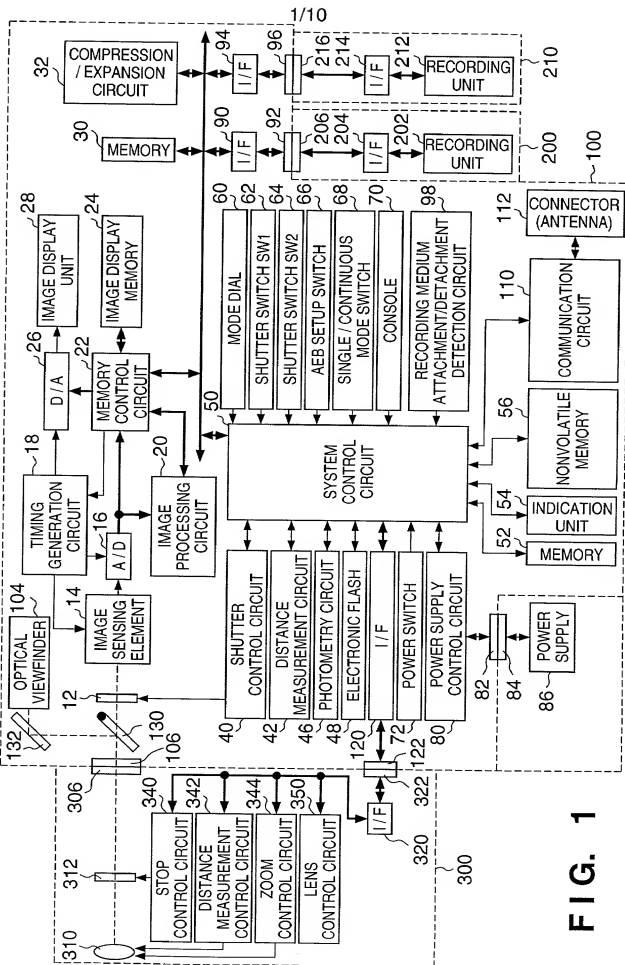 1/10
32
COMPRESSION
/ EXPANSION
CIRCUIT
94
I/F
96
216
214
I/F
212
RECORDING
UNIT
210
30
MEMORY
90
I/F
92
206
204
I/F
202
RECORDING
UNIT
200
28
IMAGE DISPLAY
UNIT
24
IMAGE DISPLAY
MEMORY
26
D / A
22
MEMORY
CONTROL
CIRCUIT
18
TIMING
GENERATION
CIRCUIT
16
A / D
20
IMAGE
PROCESSING
CIRCUIT
104
OPTICAL
VIEWFINDER
14
IMAGE
SENSING
ELEMENT
12
132
130
106
306
312
310
60
MODE DIAL
62
SHUTTER SWITCH SW1
64
SHUTTER SWITCH SW2
66
AEB SETUP SWITCH
68
SINGLE / CONTINUOUS
MODE SWITCH
70
CONSOLE
98
RECORDING MEDIUM
ATTACHMENT/DETACHMENT
DETECTION CIRCUIT
50
SYSTEM
CONTROL
CIRCUIT
100
112
CONNECTOR
(ANTENNA)
110
COMMUNICATION
CIRCUIT
56
NONVOLATILE
MEMORY
54
INDICATION
UNIT
52
MEMORY
40
SHUTTER
CONTROL CIRCUIT
42
DISTANCE
MEASUREMENT CIRCUIT
46
PHOTOMETRY CIRCUIT
48
ELECTRONIC FLASH
120
I/F
72
POWER SWITCH
80
POWER SUPPLY
CONTROL CIRCUIT
82
84
86
POWER
SUPPLY
122
322
I/F
320
340
STOP
CONTROL CIRCUIT
342
DISTANCE
MEASUREMENT
CONTROL CIRCUIT
344
ZOOM
CONTROL CIRCUIT
350
LENS
CONTROL CIRCUIT
300
FIG. 1